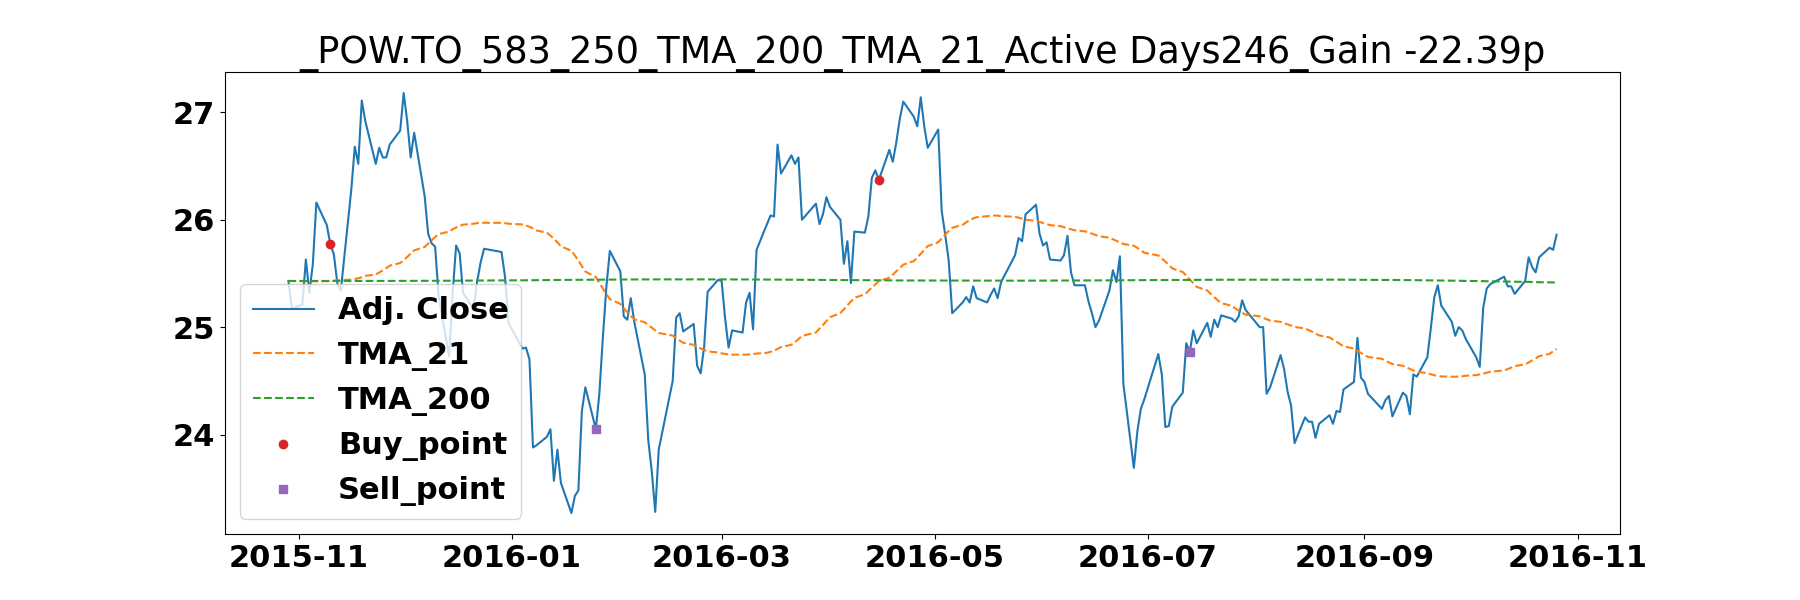 _POW.TO_583_250_TMA_200_TMA_21_Active Days246_Gain -22.39p
27
26
25
24
Adj. Close
TMA_21
TMA_200
Buy_point
Sell_point
2015-11 2016-01 2016-03 2016-05 2016-07 2016-09 2016-11